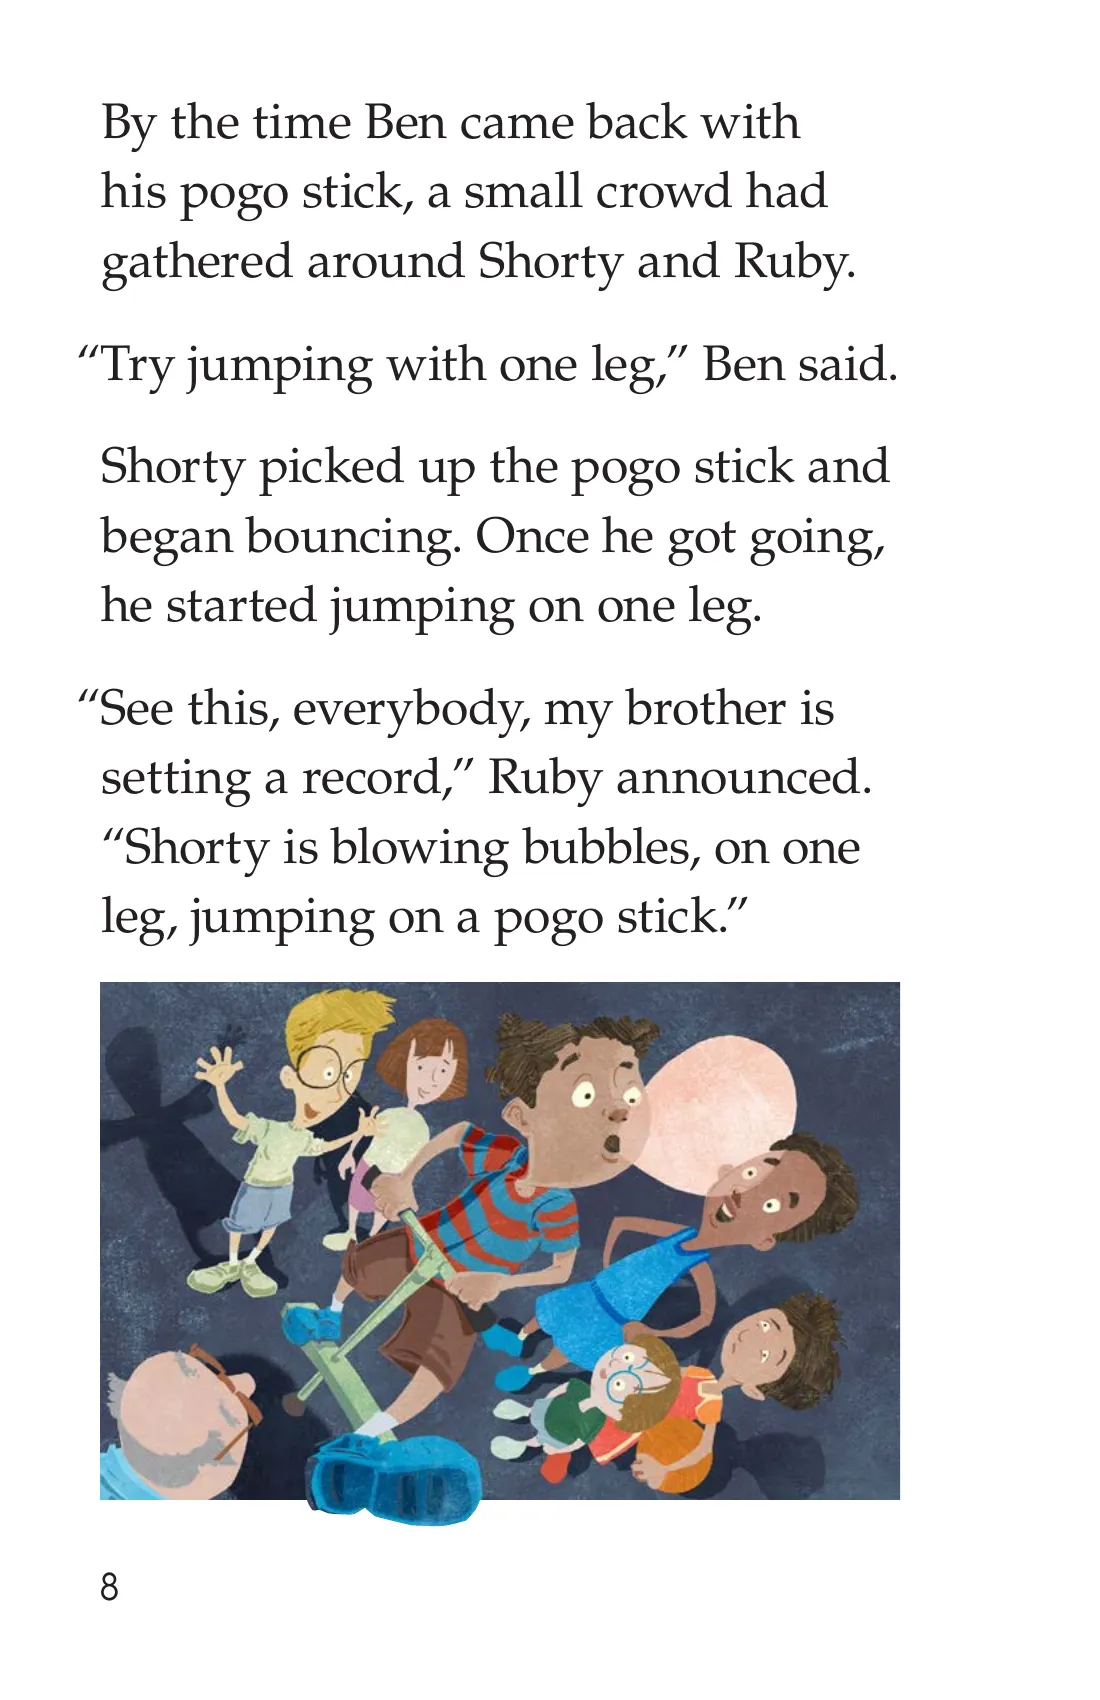 By the time Ben came back with
his pogo stick, a small crowd had
gathered around Shorty and Ruby.
“Try jumping with one leg,” Ben said.
Shorty picked up the pogo stick and
began bouncing. Once he got going,
he started jumping on one leg.
“See this, everybody, my brother is
setting a record,” Ruby announced.
“Shorty is blowing bubbles, on one
leg, jumping on a pogo stick.”
8